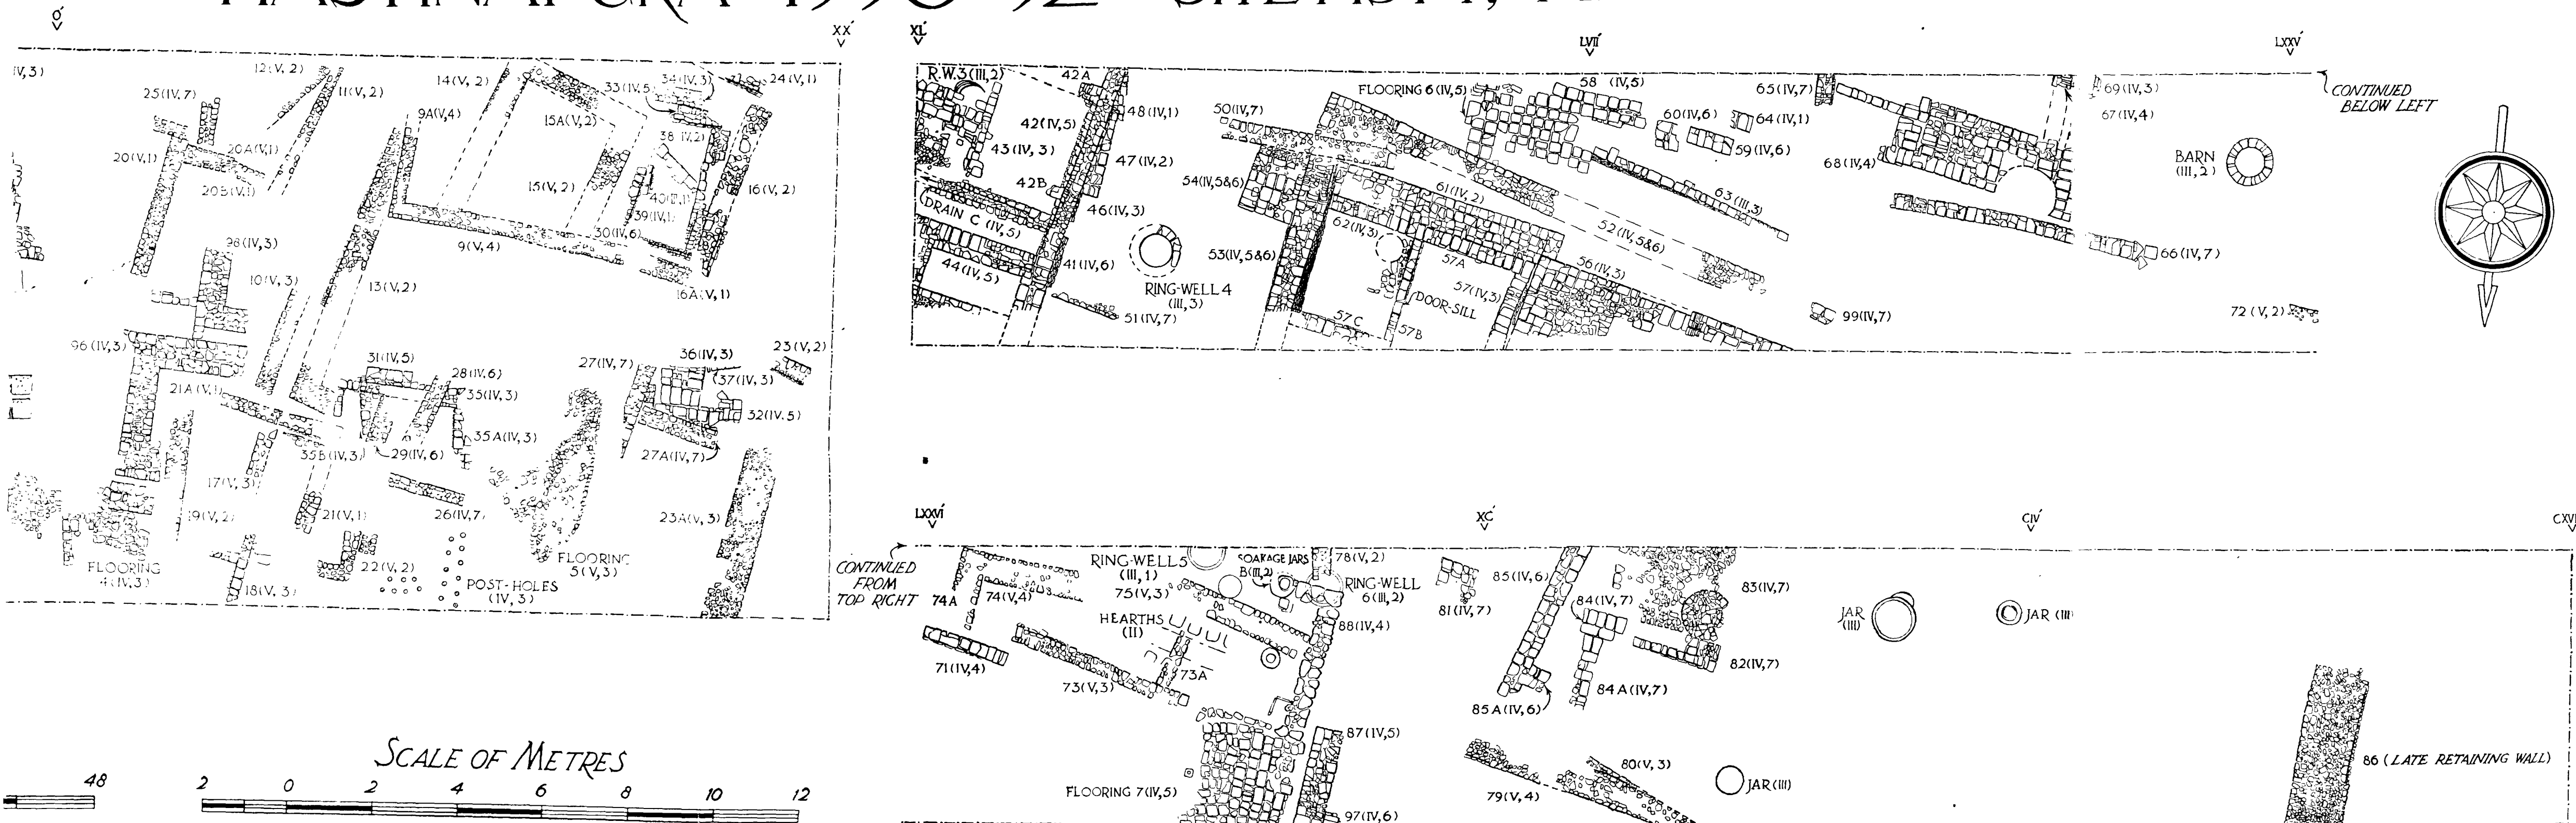 HASTINAPURA 1950-52
O'
XX'
XL'
LVII'
LXXV'
IV, 3)
12(V, 2)
14(V, 2)
33(IV,5)
34(IV,3)
24(V,1)
25(IV,7)
11(V,2)
9A(V,4)
15A(V,2)
38
20(V,1)
20A(V,1)
20B(V,1)
15(V,2)
16(V,2)
39(IV,1)
98(IV,3)
30(IV,6)
9(V,4)
10(V,3)
13(V,2)
16A(V,1)
96(IV,3)
31(IV,5)
28(IV,6)
27(IV,7)
36(IV,3)
23(V,2)
37(IV,3)
21A(V,1)
35(IV,3)
32(IV.5)
35A(IV,3)
35B(IV,3)
29(IV,6)
27A(IV,7)
17(V,3)
19(V,2)
21(V,1)
26(IV,7)
23A(V,3)
FLOORING
4(IV,3)
22(V,2)
18(V,3)
POST-HOLES
(IV,3)
FLOORING
5(V,3)
R.W.3(III,2)
42A
48(IV,1)
42(IV,5)
43(IV,3)
47(IV,2)
42B
46(IV,3)
DRAIN C (IV,5)
44(IV,5)
41(IV,6)
51(IV,7)
RING-WELL 4
(III,3)
50(IV,7)
54(IV,5&6)
53(IV,5&6)
FLOORING 6(IV,5)
58 (IV,5)
60(IV,6)
65(IV,7)
64(IV,1)
59(IV,6)
61(IV,2)
63(III,3)
62(IV,3)
52(IV,5&6)
57A
56(IV,3)
57(IV,3)
DOOR-SILL
57C
57B
68(IV,4)
69(IV,3)
67(IV,4)
BARN
(III,2)
66(IV,7)
99(IV,7)
72(V,2)
CONTINUED
BELOW LEFT
LXXVI'
XC'
CIV'
CXVI
CONTINUED
FROM
TOP RIGHT
74A
74(V,4)
RING-WELL5
(III,1)
75(V,3)
SOAKAGE JARS
B(III,2)
78(V,2)
RING-WELL
6(III,2)
HEARTHS
(II)
88(IV,4)
71(IV,4)
73(V,3)
73A
81(IV,7)
85(IV,6)
84(IV,7)
83(IV,7)
82(IV,7)
84A(IV,7)
85A(IV,6)
JAR
(III)
JAR (III
87(IV,5)
FLOORING 7(IV,5)
97(IV,6)
80(V,3)
79(V,4)
JAR(III)
86 (LATE RETAINING WALL)
SCALE OF METRES
48
2 0 2 4 6 8 10 12